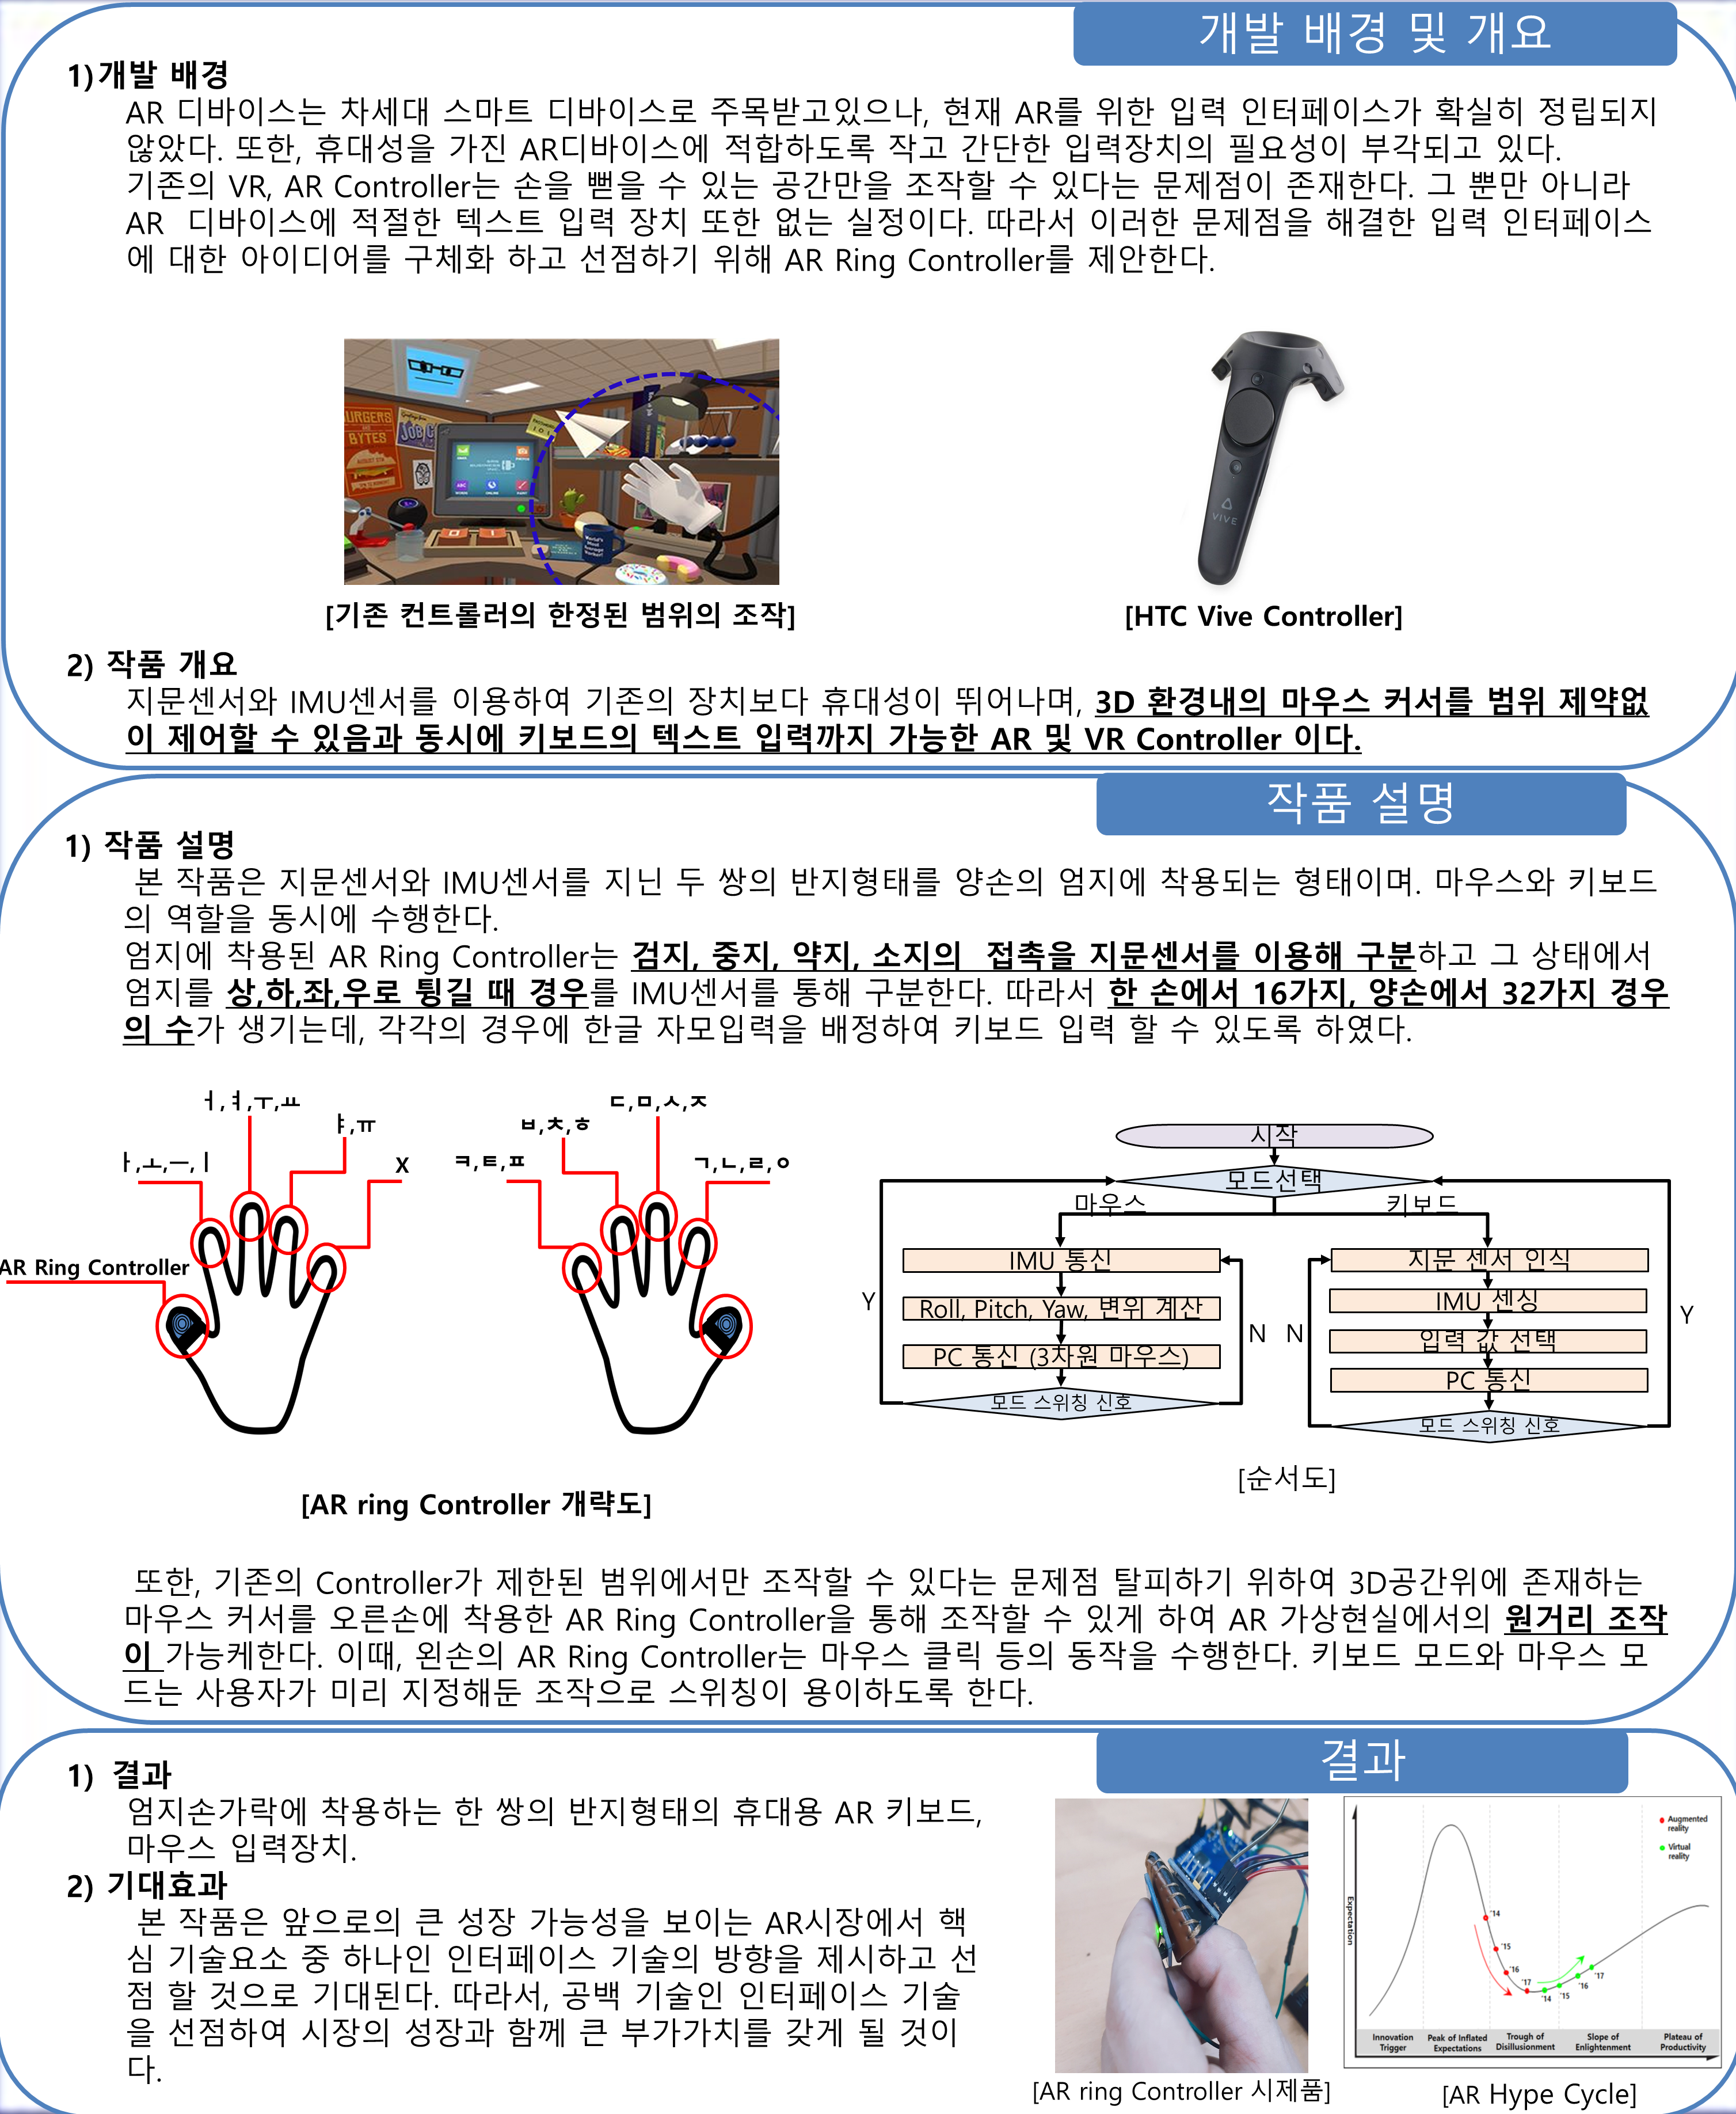 개발 배경 및 개요
1)개발 배경
AR 디바이스는 차세대 스마트 디바이스로 주목받고있으나, 현재 AR를 위한 입력 인터페이스가 확실히 정립되지
않았다. 또한, 휴대성을 가진 AR디바이스에 적합하도록 작고 간단한 입력장치의 필요성이 부각되고 있다.
기존의 VR, AR Controller는 손을 뻗을 수 있는 공간만을 조작할 수 있다는 문제점이 존재한다. 그 뿐만 아니라
AR 디바이스에 적절한 텍스트 입력 장치 또한 없는 실정이다. 따라서 이러한 문제점을 해결한 입력 인터페이스
에 대한 아이디어를 구체화 하고 선점하기 위해 AR Ring Controller를 제안한다.
BURGERS
BYTES
JOB
World's
Most
Average
Worker
VIVE
[기존 컨트롤러의 한정된 범위의 조작]
[HTC Vive Controller]
2) 작품 개요
지문센서와 IMU센서를 이용하여 기존의 장치보다 휴대성이 뛰어나며, 3D 환경내의 마우스 커서를 범위 제약없
이 제어할 수 있음과 동시에 키보드의 텍스트 입력까지 가능한 AR 및 VR Controller 이다.
작품 설명
1) 작품 설명
본 작품은 지문센서와 IMU센서를 지닌 두 쌍의 반지형태를 양손의 엄지에 착용되는 형태이며. 마우스와 키보드
의 역할을 동시에 수행한다.
엄지에 착용된 AR Ring Controller는 검지, 중지, 약지, 소지의 접촉을 지문센서를 이용해 구분하고 그 상태에서
엄지를 상,하,좌,우로 튕길 때 경우를 IMU센서를 통해 구분한다. 따라서 한 손에서 16가지, 양손에서 32가지 경우
의 수가 생기는데, 각각의 경우에 한글 자모입력을 배정하여 키보드 입력 할 수 있도록 하였다.
ㅓ,ㅕ,ㅜ,ㅛ
ㅑ,ㅠ
ㅏ,ㅗ,ㅡ,ㅣ
X
AR Ring Controller
ㄷ,ㅁ,ㅅ,ㅈ
ㅂ,ㅊ,ㅎ
ㅋ,ㅌ,ㅍ
ㄱ,ㄴ,ㄹ,ㅇ
[AR ring Controller 개략도]
시작
모드선택
마우스
키보드
IMU 통신
Roll, Pitch, Yaw, 변위 계산
PC 통신 (3차원 마우스)
모드 스위칭 신호
Y
N
N
지문 센서 인식
IMU 센싱
입력 값 선택
PC 통신
모드 스위칭 신호
Y
[순서도]
또한, 기존의 Controller가 제한된 범위에서만 조작할 수 있다는 문제점 탈피하기 위하여 3D공간위에 존재하는
마우스 커서를 오른손에 착용한 AR Ring Controller을 통해 조작할 수 있게 하여 AR 가상현실에서의 원거리 조작
이 가능케한다. 이때, 왼손의 AR Ring Controller는 마우스 클릭 등의 동작을 수행한다. 키보드 모드와 마우스 모
드는 사용자가 미리 지정해둔 조작으로 스위칭이 용이하도록 한다.
결과
1) 결과
엄지손가락에 착용하는 한 쌍의 반지형태의 휴대용 AR 키보드,
마우스 입력장치.
2) 기대효과
본 작품은 앞으로의 큰 성장 가능성을 보이는 AR시장에서 핵
심 기술요소 중 하나인 인터페이스 기술의 방향을 제시하고 선
점 할 것으로 기대된다. 따라서, 공백 기술인 인터페이스 기술
을 선점하여 시장의 성장과 함께 큰 부가가치를 갖게 될 것이
다.
[AR ring Controller 시제품]
Augmented
reality
Virtual
reality
Expectation
'14
'15
'16
'17
'14
'15
'16
'17
Innovation
Trigger
Peak of Inflated
Expectations
Trough of
Disillusionment
Slope of
Enlightenment
Plateau of
Productivity
[AR Hype Cycle]